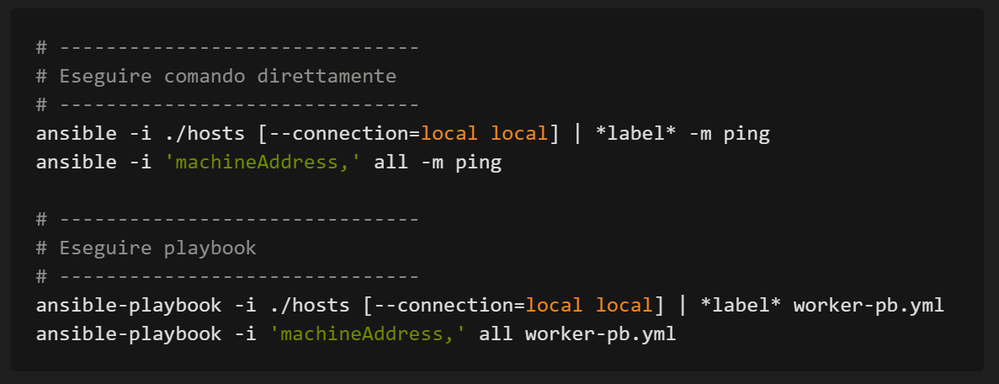 # -------------------------------
# Eseguire comando direttamente
# -------------------------------
ansible -i ./hosts [--connection=local local] | *label* -m ping
ansible -i 'machineAddress,' all -m ping
# -------------------------------
# Eseguire playbook
# -------------------------------
ansible-playbook -i ./hosts [--connection=local local] | *label* worker-pb.yml
ansible-playbook -i 'machineAddress,' all worker-pb.yml